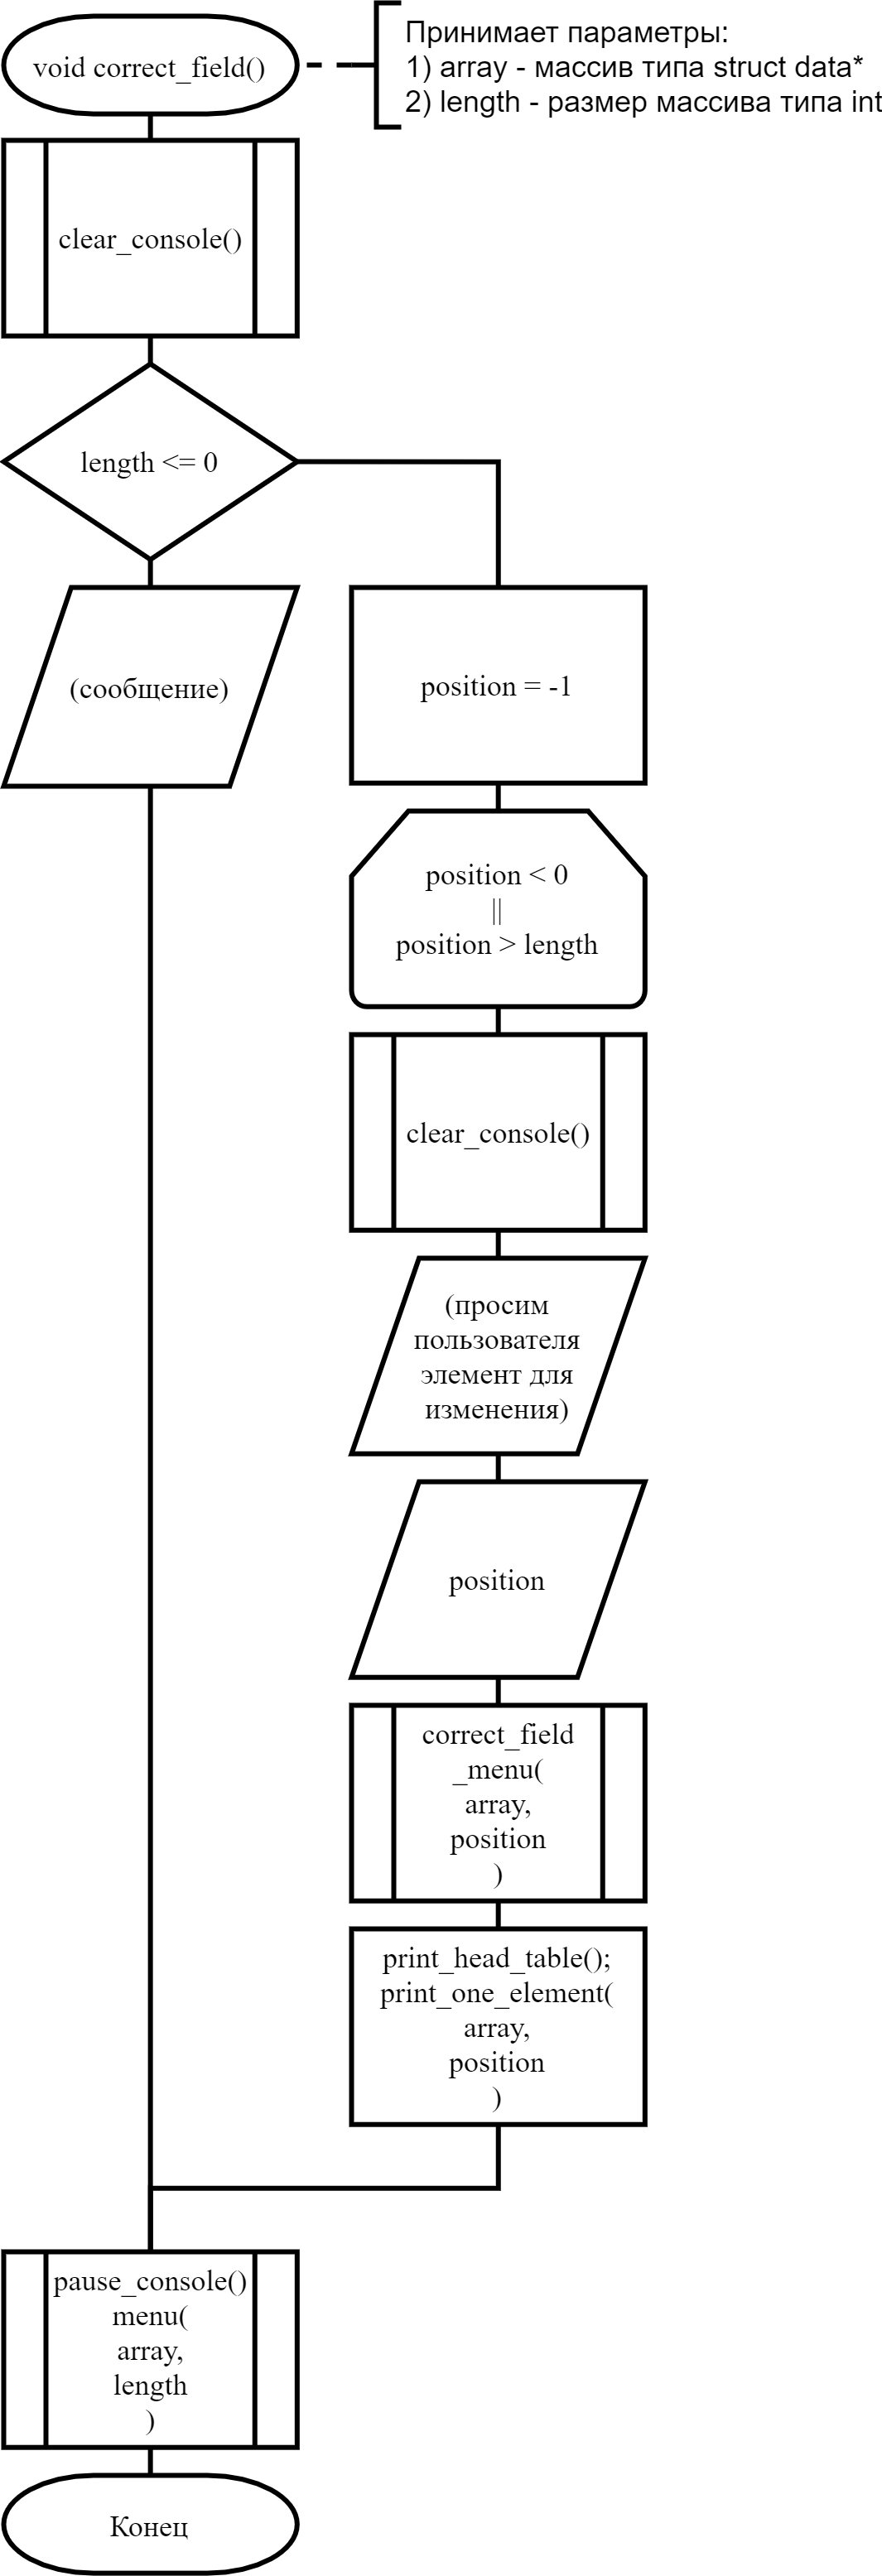 void correct_field()
Принимает параметры:
1) array - массив типа struct data*
2) length - размер массива типа int
clear_console()
length <= 0
(сообщение)
position = -1
position < 0
||
position > length
clear_console()
(просим
пользователя
элемент для
изменения)
position
correct_field
_menu(
array,
position
)
print_head_table();
print_one_element(
array,
position
)
pause_console()
menu(
array,
length
)
Конец